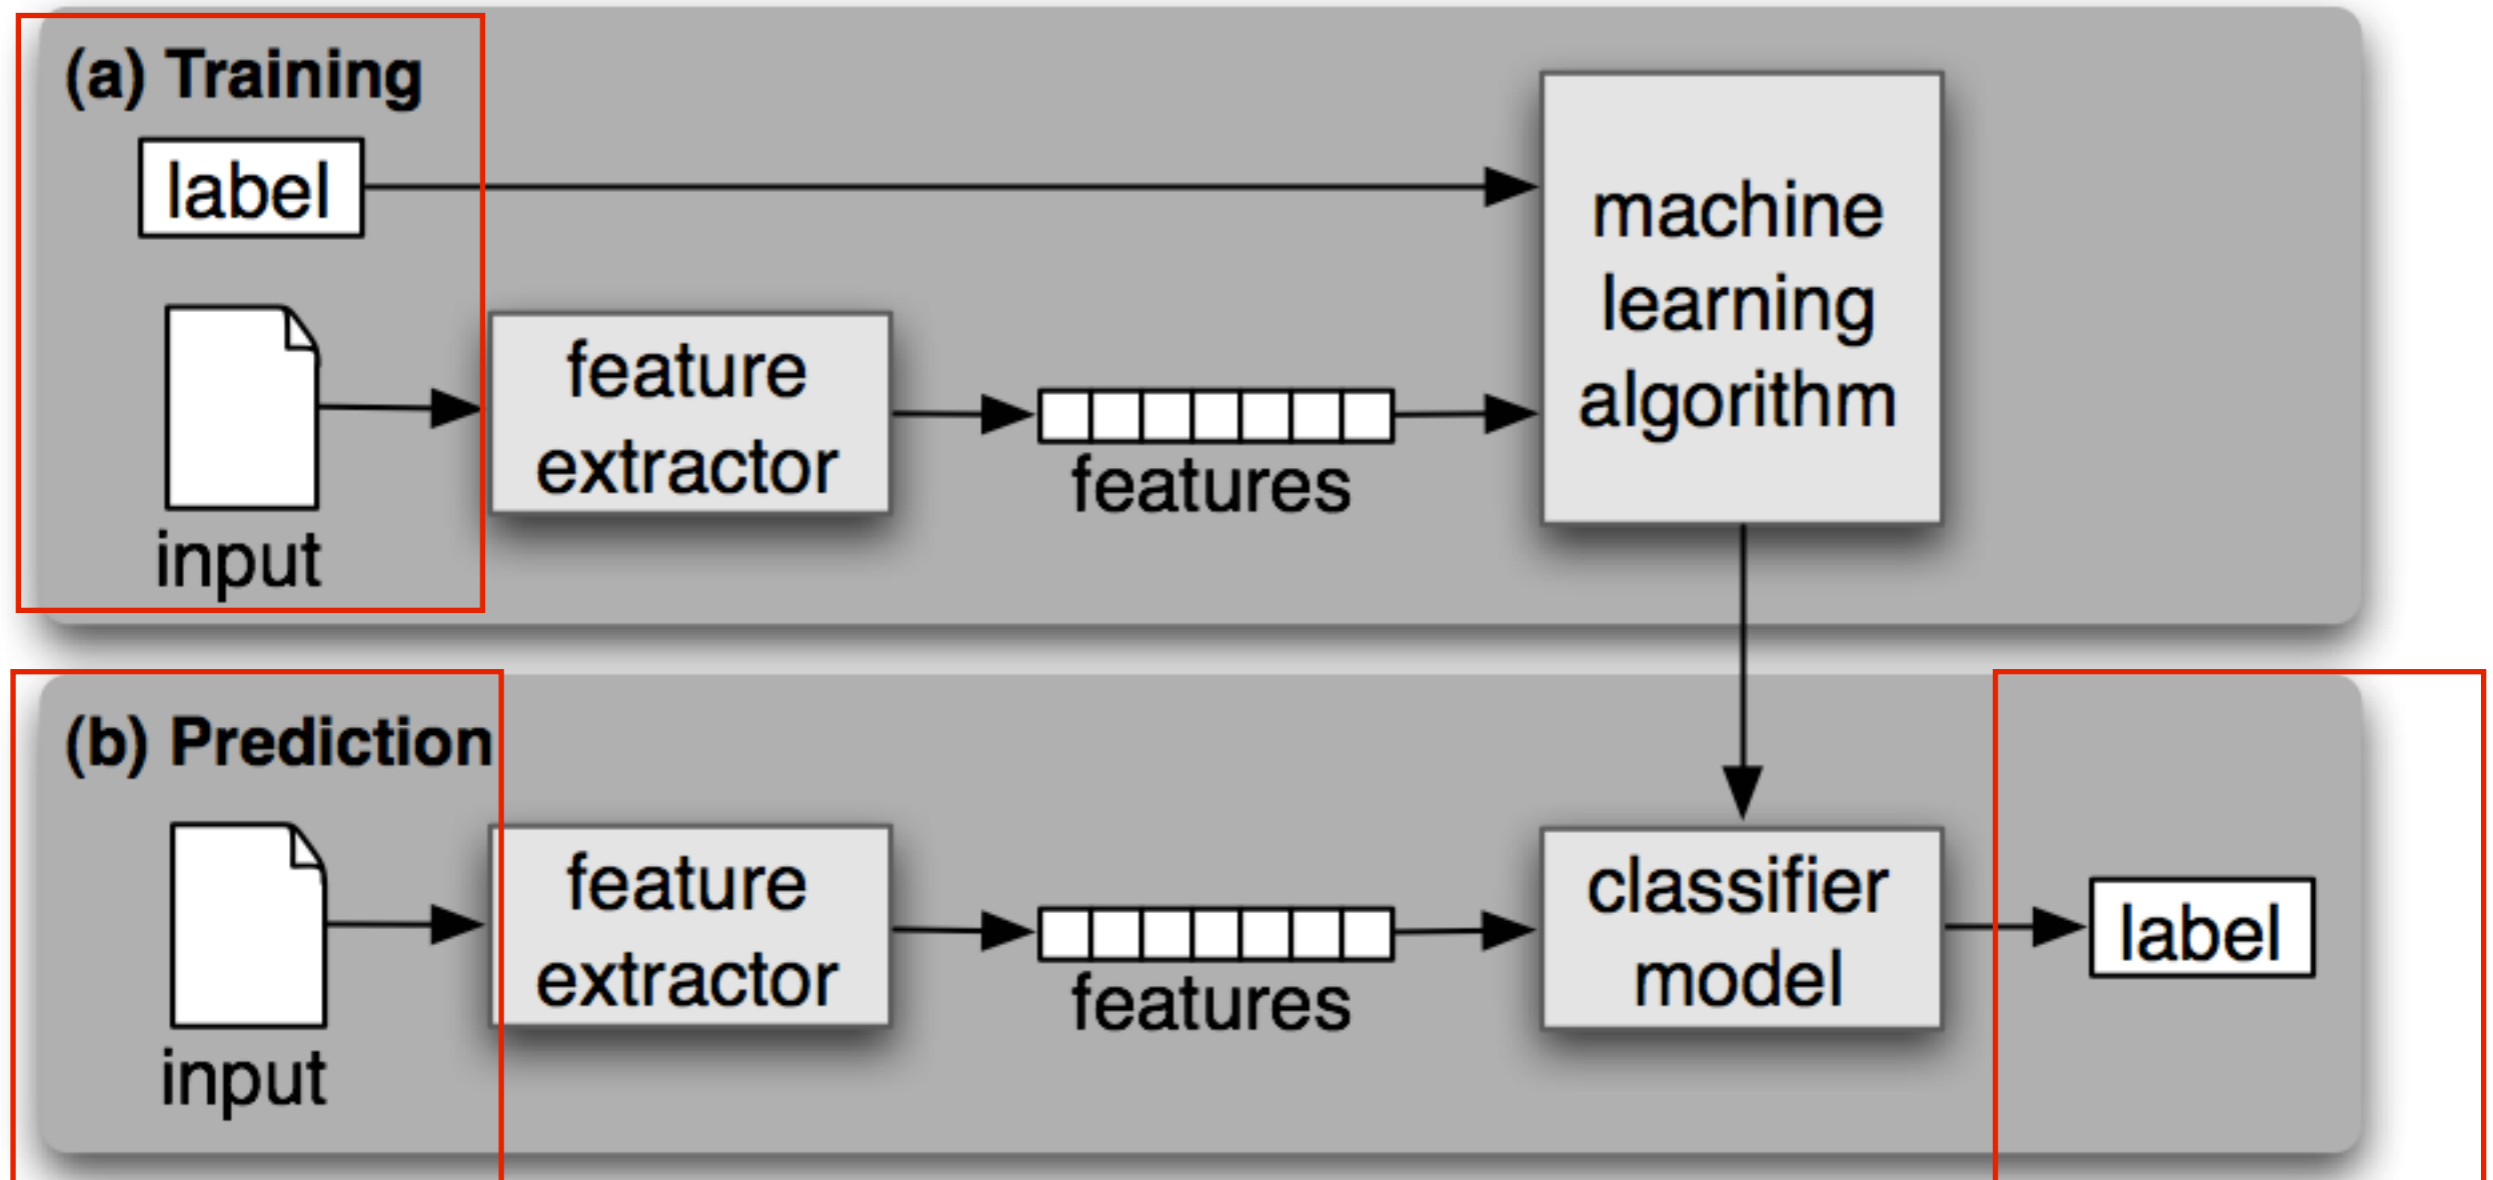 (a) Training
label
machine
learning
algorithm
feature
extractor
features
input
(b) Prediction
feature
extractor
features
classifier
model
label
input